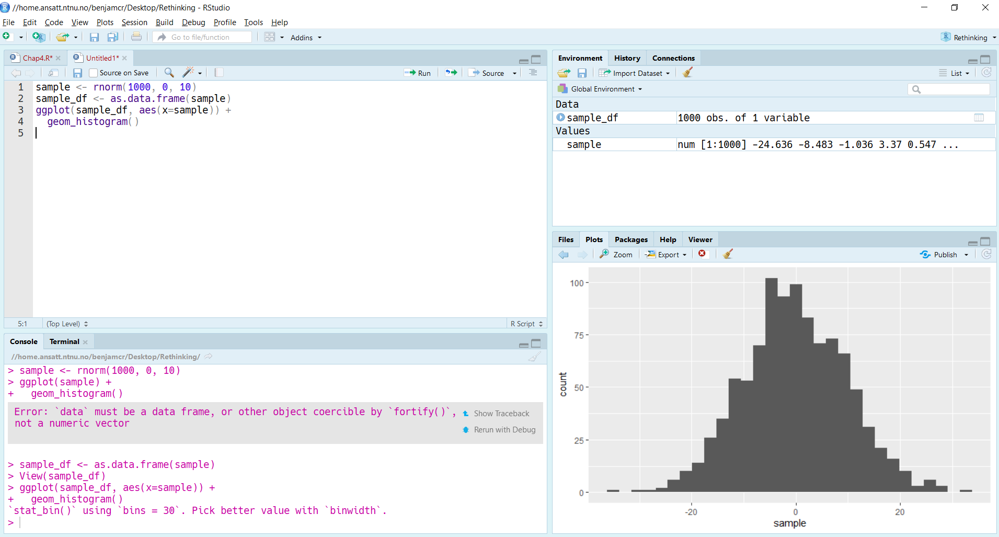 //home.ansatt.ntnu.no/benjamcr/Desktop/Rethinking - RStudio
File Edit Code View Plots Session Build Debug Profile Tools Help
Go to file/function Addins Rethinking
Chap4.R* Untitled1*
Source on Save Run Source
1 sample <- rnorm(1000, 0, 10)
2 sample_df <- as.data.frame(sample)
3 ggplot(sample_df, aes(x=sample)) +
4 geom_histogram()
5
5:1 (Top Level) R Script
Console Terminal
//home.ansatt.ntnu.no/benjamcr/Desktop/Rethinking/
> sample <- rnorm(1000, 0, 10)
> ggplot(sample) +
+ geom_histogram()
Error: `data` must be a data frame, or other object coercible by `fortify()`,
not a numeric vector
Show Traceback
Rerun with Debug
> sample_df <- as.data.frame(sample)
> View(sample_df)
> ggplot(sample_df, aes(x=sample)) +
+ geom_histogram()
`stat_bin()` using `bins = 30`. Pick better value with `binwidth`.
>
Environment History Connections
Import Dataset List
Global Environment
Data
sample_df 1000 obs. of 1 variable
Values
sample num [1:1000] -24.636 -8.483 -1.036 3.37 0.547 ...
Files Plots Packages Help Viewer
Zoom Export Publish
100
75
50
25
0
count
-20 0 20
sample